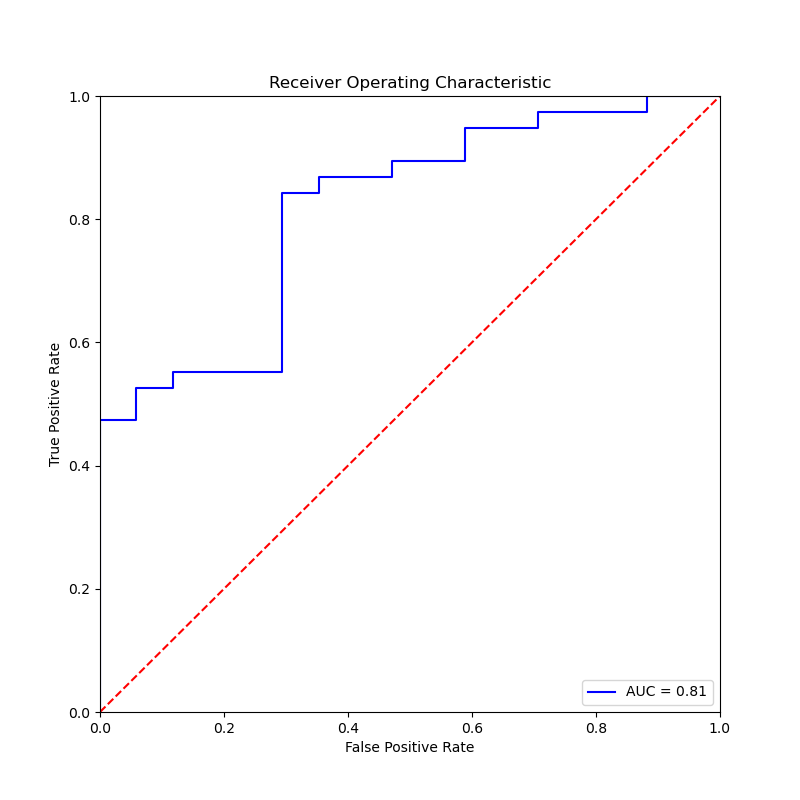 Receiver Operating Characteristic
1.0
0.8
0.6
0.4
0.2
0.0
True Positive Rate
AUC = 0.81
0.0 0.2 0.4 0.6 0.8 1.0
False Positive Rate